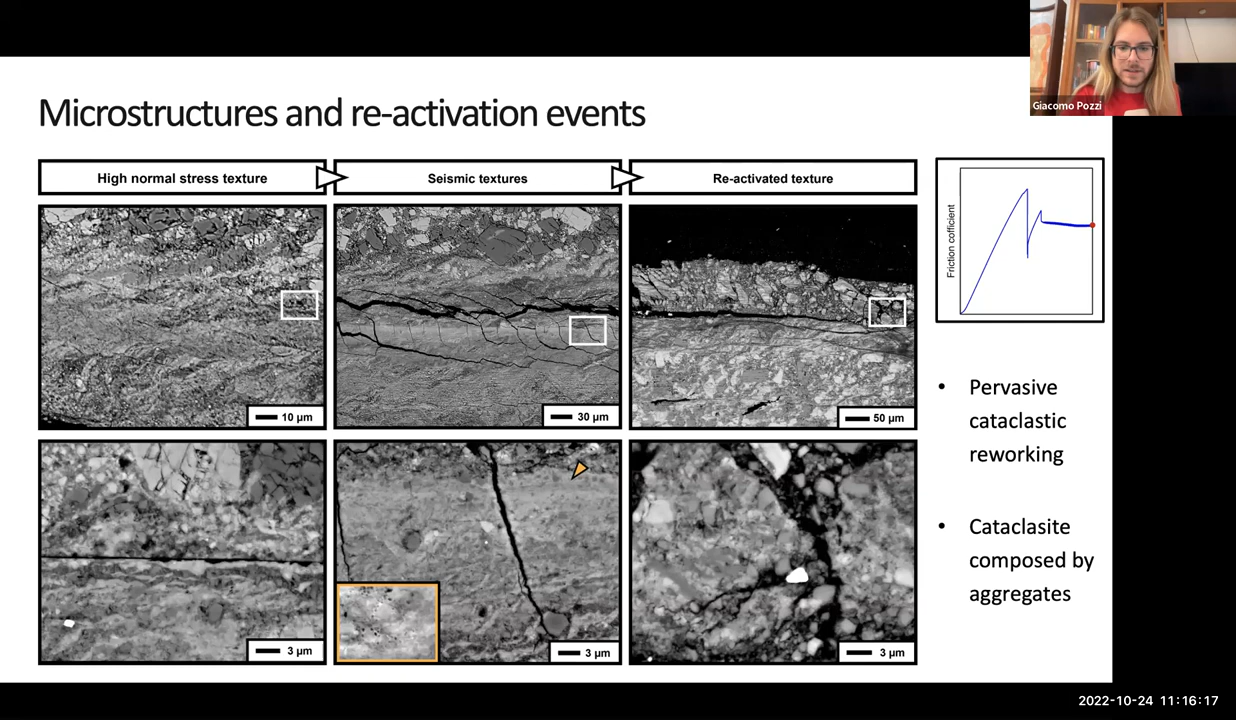 Giacomo Pozzi
Microstructures and re-activation events
High normal stress texture
Seismic textures
Re-activated texture
10 µm
30 µm
50 µm
3 µm
3 µm
3 µm
Friction cofficient
• Pervasive
cataclastic
reworking
• Cataclasite
composed by
aggregates
2022-10-24 11:16:17